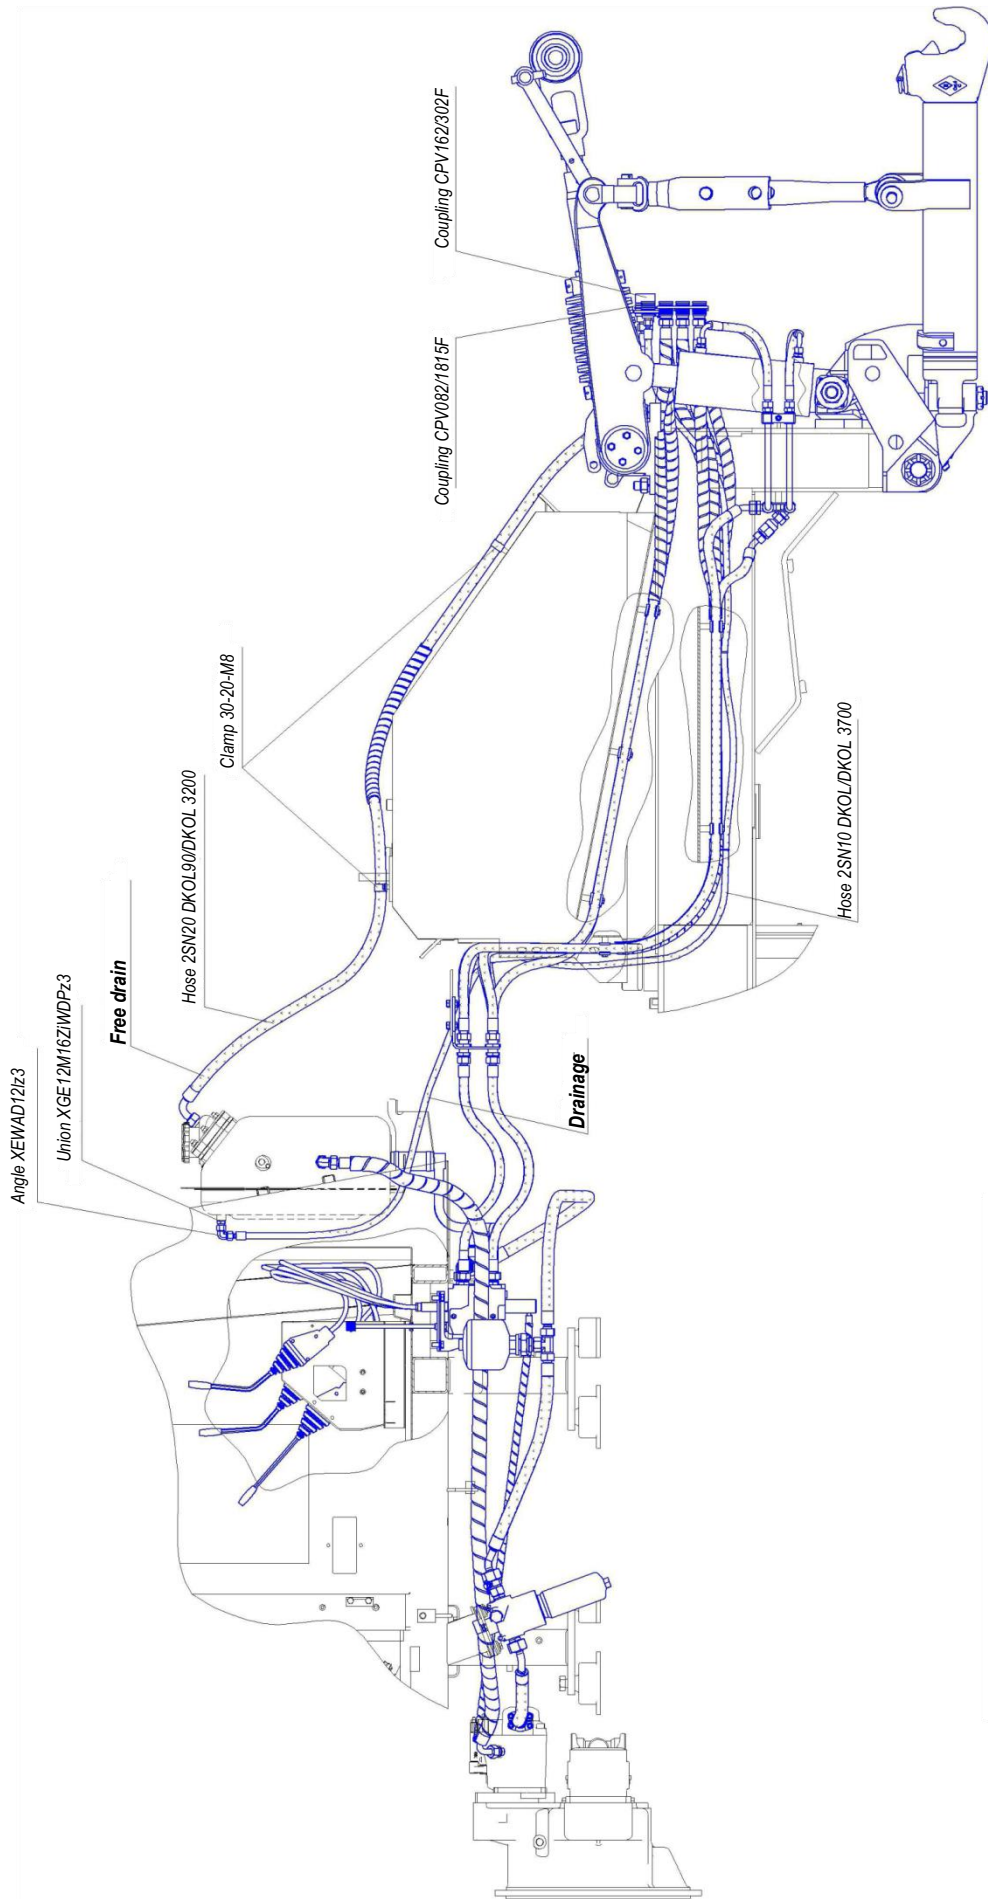 Angle XEWAD12lz3
Union XGE12M16ZiWDPz3
Free drain
Hose 2SN20 DKOL90/DKOL 3200
Clamp 30-20-M8
Coupling CPV082/1815F
Coupling CPV162/302F
Drainage
Hose 2SN10 DKOL/DKOL 3700